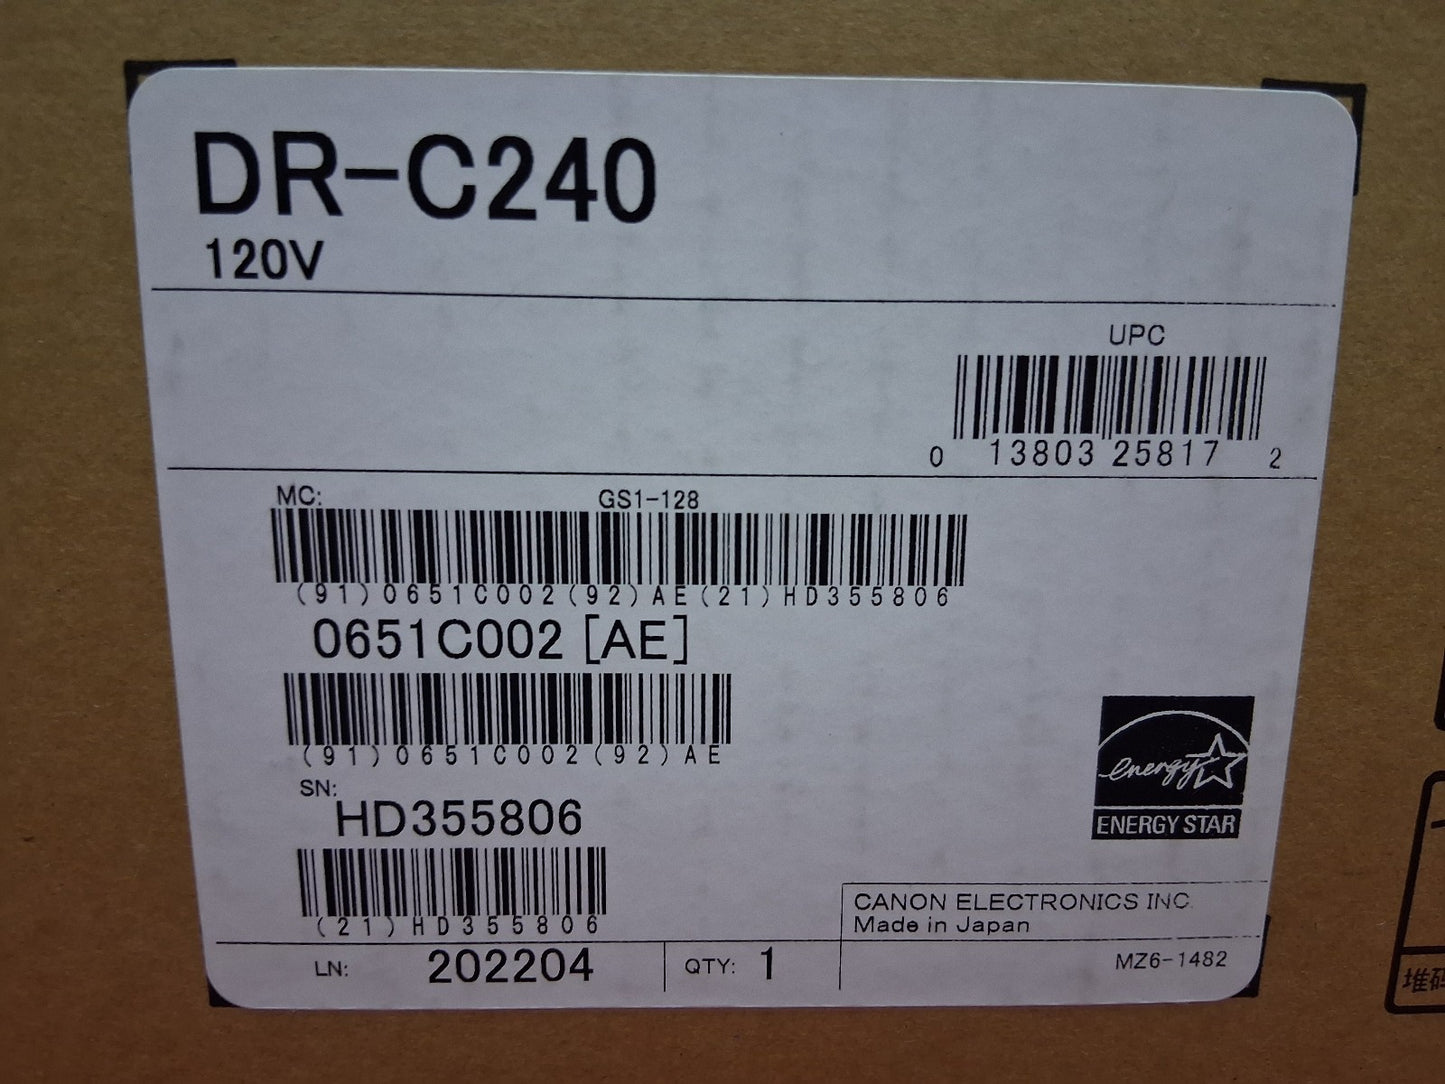 DR-C240
120V
UPC
0 13803 25817 2
MC: GS1-128
(91)0651C002(92)AE(21)HD355806
0651C002 [AE]
(91)0651C002(92)AE
SN:
HD355806
(21)HD355806
energy
ENERGY STAR
CANON ELECTRONICS INC.
Made in Japan
LN: 202204 QTY: 1
MZ6-1482
堆码